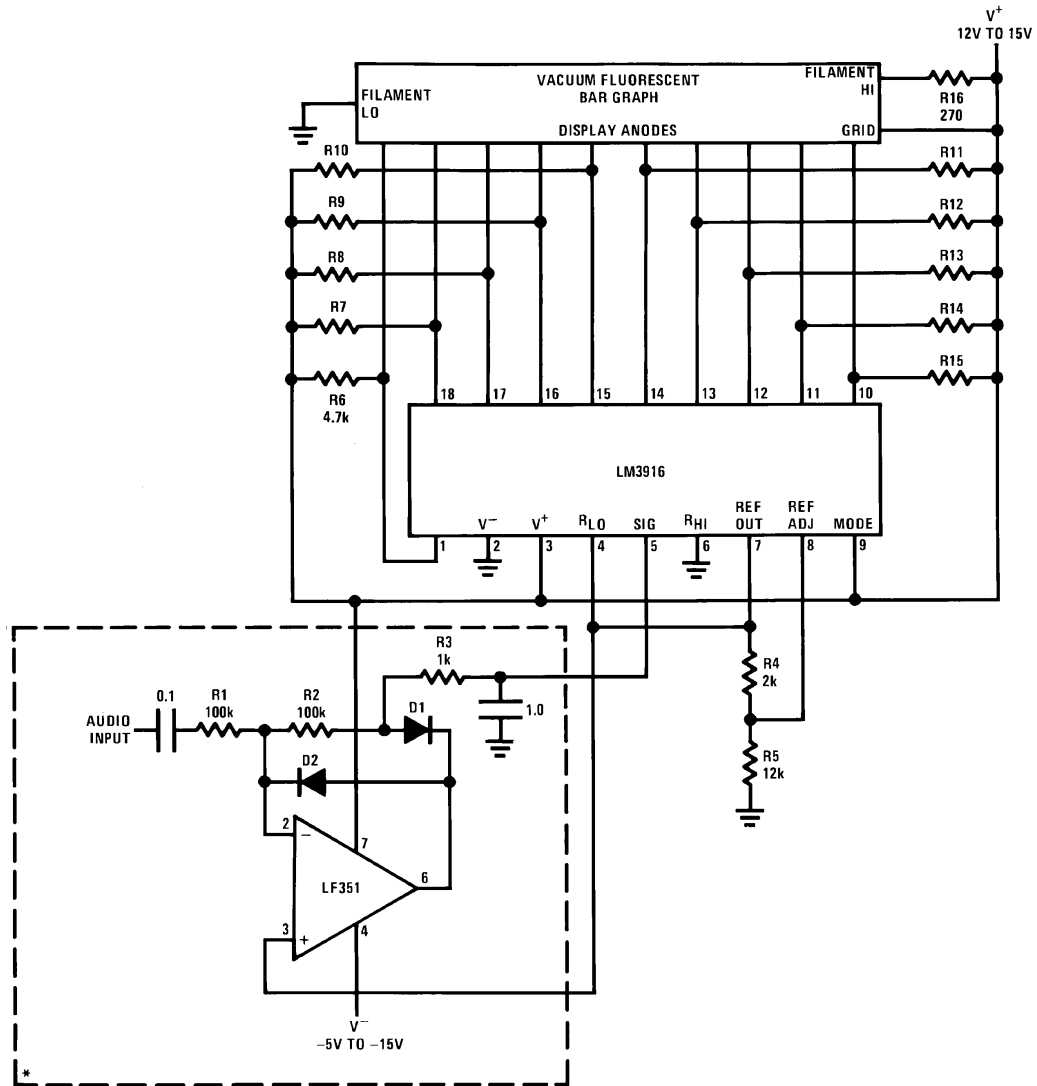 V+
12V TO 15V
VACUUM FLUORESCENT
BAR GRAPH
FILAMENT
HI
FILAMENT
LO
R16
270
DISPLAY ANODES
GRID
R10
R11
R9
R12
R8
R13
R7
R14
R6
4.7k
R15
18
17
16
15
14
13
12
11
10
LM3916
V−
V+
RLO
SIG
RHI
REF
OUT
REF
ADJ
MODE
1
2
3
4
5
6
7
8
9
R3
1k
R4
2k
0.1
R1
100k
R2
100k
D1
1.0
AUDIO
INPUT
D2
R5
12k
2
−
7
LF351
6
3
+
4
V−
−5V TO −15V
*